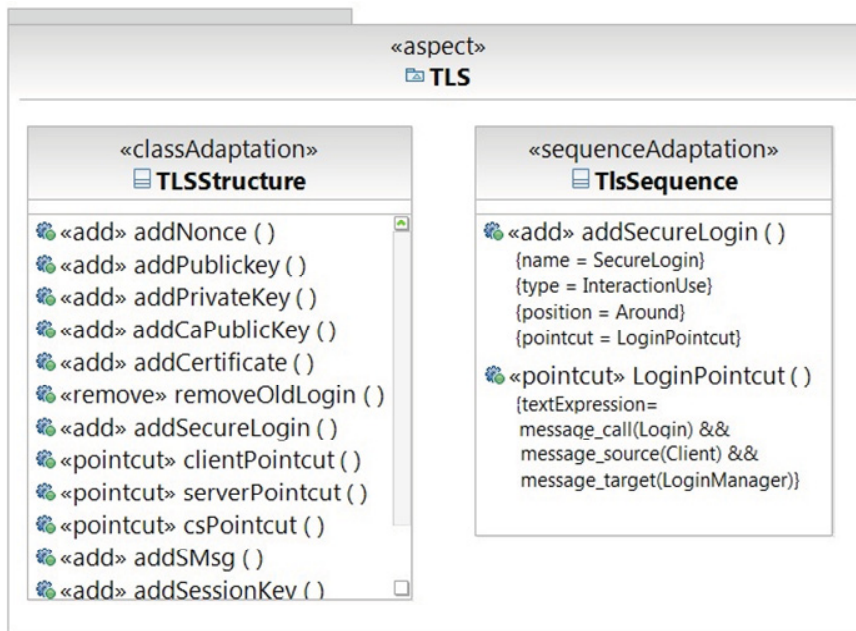 «aspect»
TLS
«classAdaptation»
TLSStructure
«add» addNonce ( )
«add» addPublickey ( )
«add» addPrivateKey ( )
«add» addCaPublicKey ( )
«add» addCertificate ( )
«remove» removeOldLogin ( )
«add» addSecureLogin ( )
«pointcut» clientPointcut ( )
«pointcut» serverPointcut ( )
«pointcut» csPointcut ( )
«add» addSMsg ( )
«add» addSessionKey ( )
«sequenceAdaptation»
TlsSequence
«add» addSecureLogin ( )
{name = SecureLogin}
{type = InteractionUse}
{position = Around}
{pointcut = LoginPointcut}
«pointcut» LoginPointcut ( )
{textExpression=
message_call(Login) &&
message_source(Client) &&
message_target(LoginManager)}